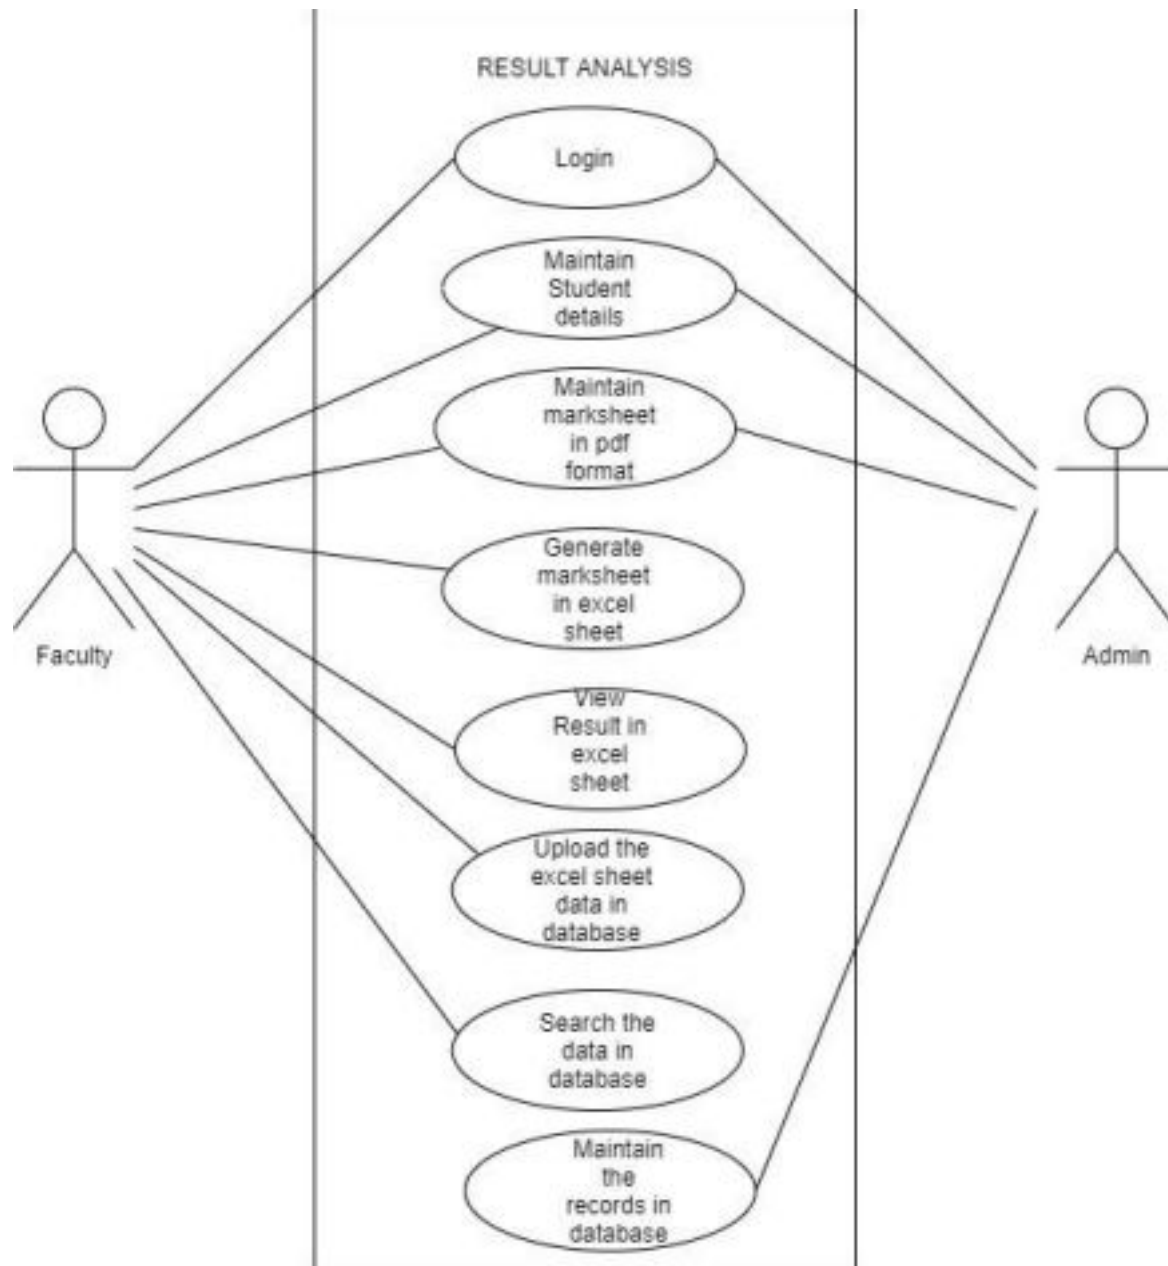 RESULT ANALYSIS
Login
Maintain
Student
details
Maintain
marksheet
in pdf
format
Generate
marksheet
in excel
sheet
Faculty
Admin
View
Result in
excel
sheet
Upload the
excel sheet
data in
database
Search the
data in
database
Maintain
the
records in
database